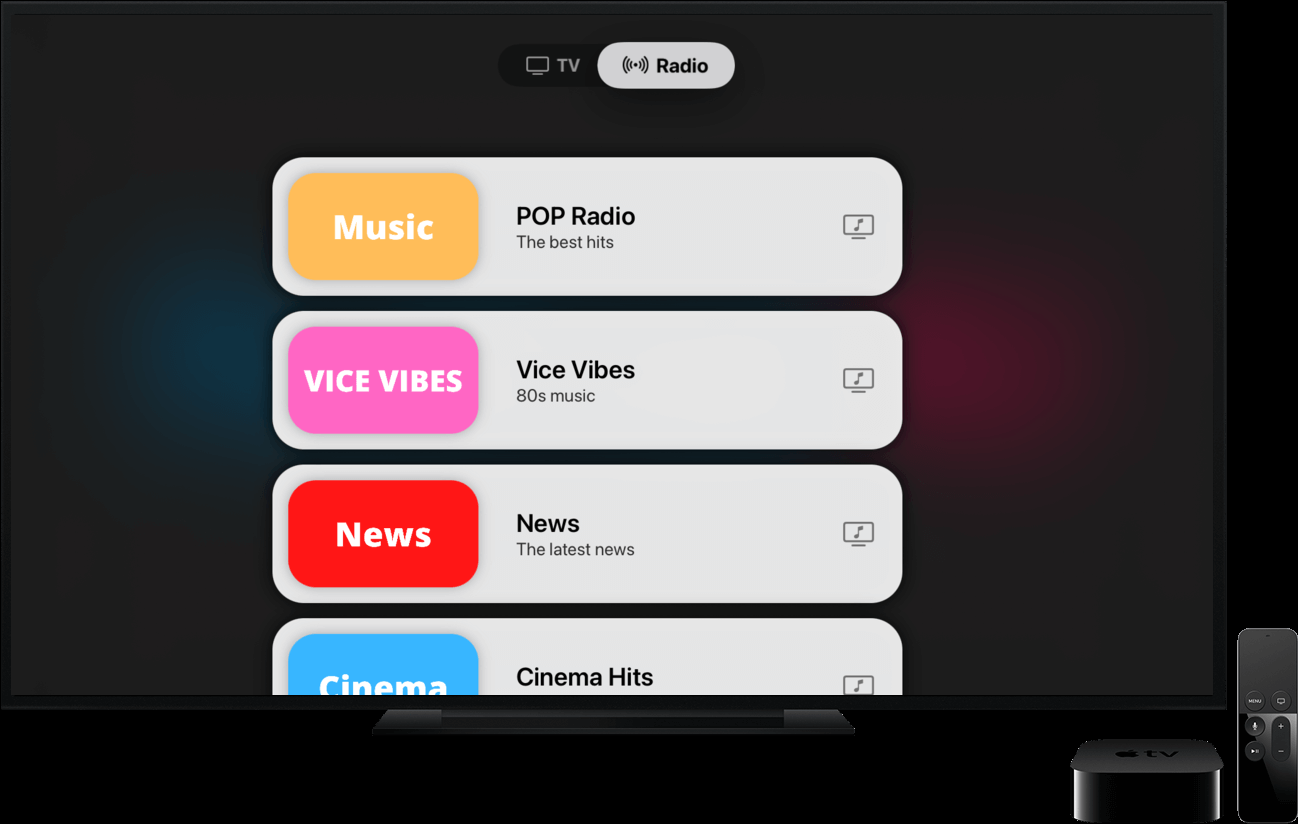 TV
Radio
Music
POP Radio
The best hits
VICE VIBES
Vice Vibes
80s music
News
News
The latest news
Cinema
Cinema Hits
MENU
tv